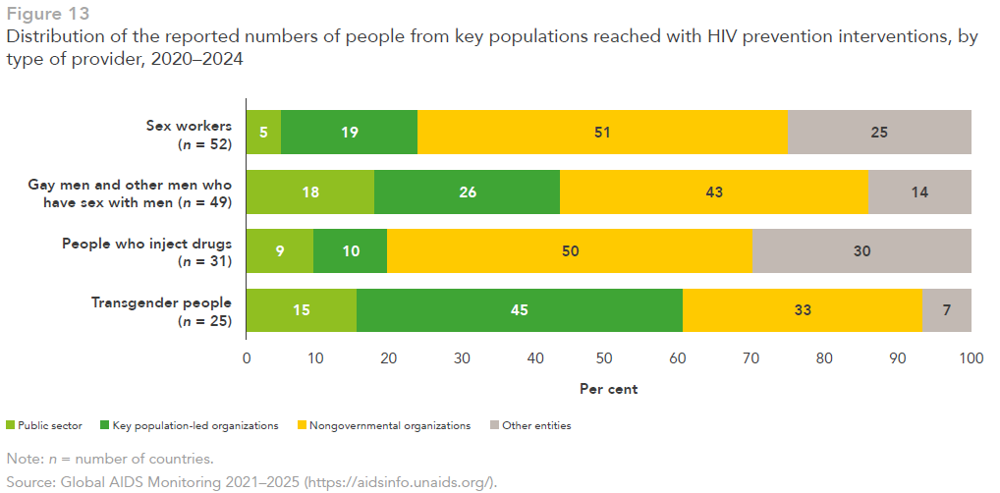 Figure 13
Distribution of the reported numbers of people from key populations reached with HIV prevention interventions, by
type of provider, 2020–2024
Sex workers
(n = 52)
5 19 51 25
Gay men and other men who
have sex with men (n = 49)
18 26 43 14
People who inject drugs
(n = 31)
9 10 50 30
Transgender people
(n = 25)
15 45 33 7
0 10 20 30 40 50 60 70 80 90 100
Per cent
Public sector Key population-led organizations Nongovernmental organizations Other entities
Note: n = number of countries.
Source: Global AIDS Monitoring 2021–2025 (https://aidsinfo.unaids.org/).